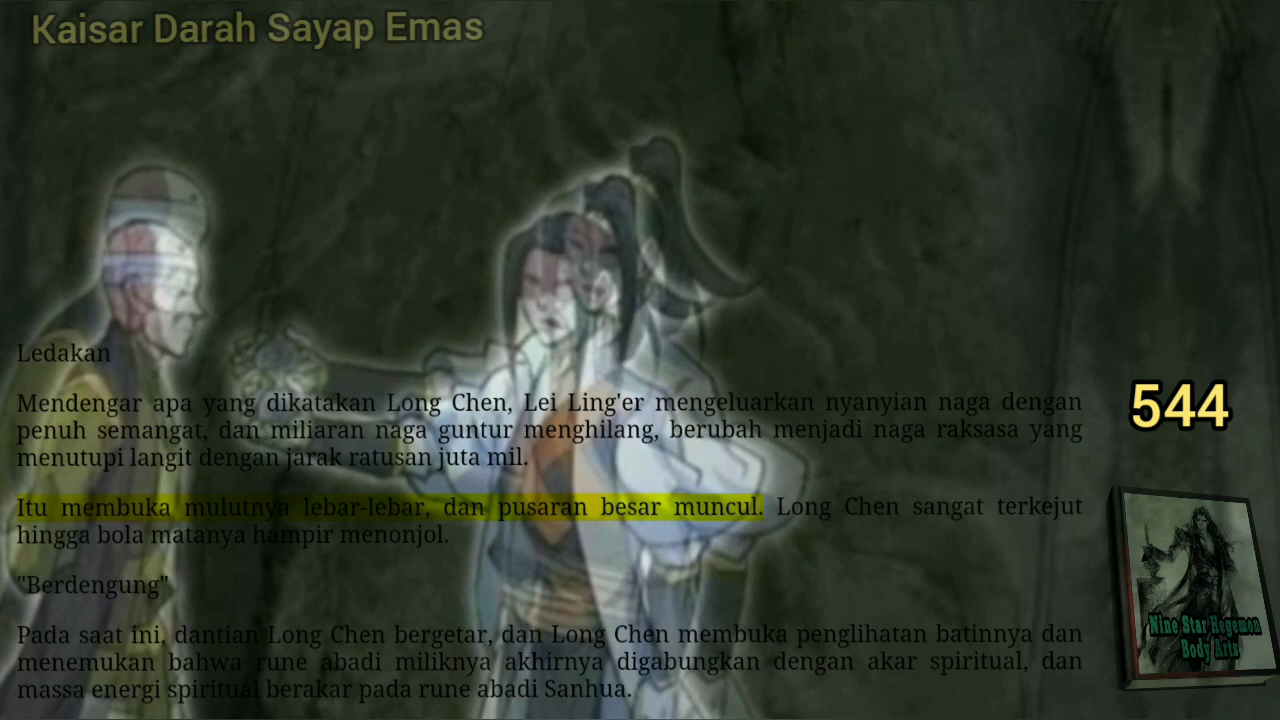 Kaisar Darah Sayap Emas
Ledakan
Mendengar apa yang dikatakan Long Chen, Lei Ling'er mengeluarkan nyanyian naga dengan
penuh semangat, dan miliaran naga guntur menghilang, berubah menjadi naga raksasa yang
menutupi langit dengan jarak ratusan juta mil.
544
Itu membuka mulutnya lebar-lebar, dan pusaran besar muncul. Long Chen sangat terkejut
hingga bola matanya hampir menonjol.
"Berdengung"
Pada saat ini, dantian Long Chen bergetar, dan Long Chen membuka penglihatan batinnya dan
menemukan bahwa rune abadi miliknya akhirnya digabungkan dengan akar spiritual, dan
massa energi spiritual berakar pada rune abadi Sanhua.
Nine Star Hegemon
Body Arts